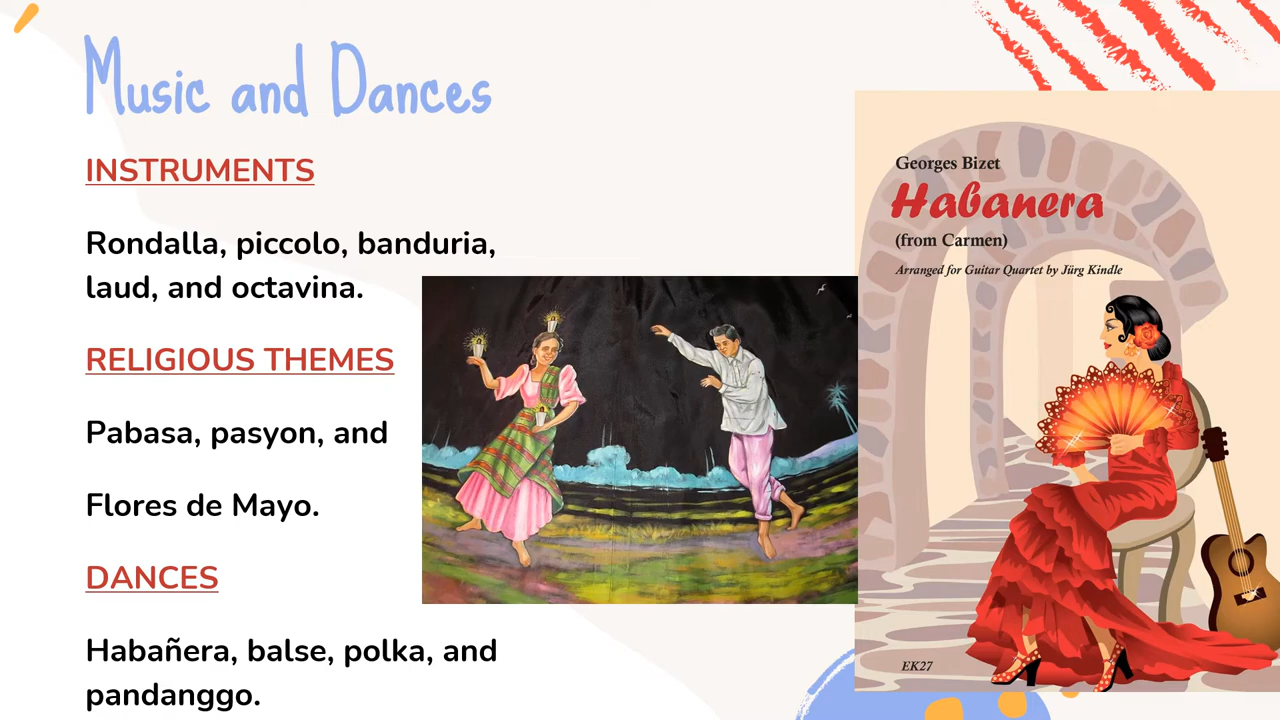 Music and Dances
INSTRUMENTS
Rondalla, piccolo, banduria,
laud, and octavina.
RELIGIOUS THEMES
Pabasa, pasyon, and
Flores de Mayo.
DANCES
Habañera, balse, polka, and
pandanggo.
Georges Bizet
Habanera
(from Carmen)
Arranged for Guitar Quartet by Jürg Kindle
EK27